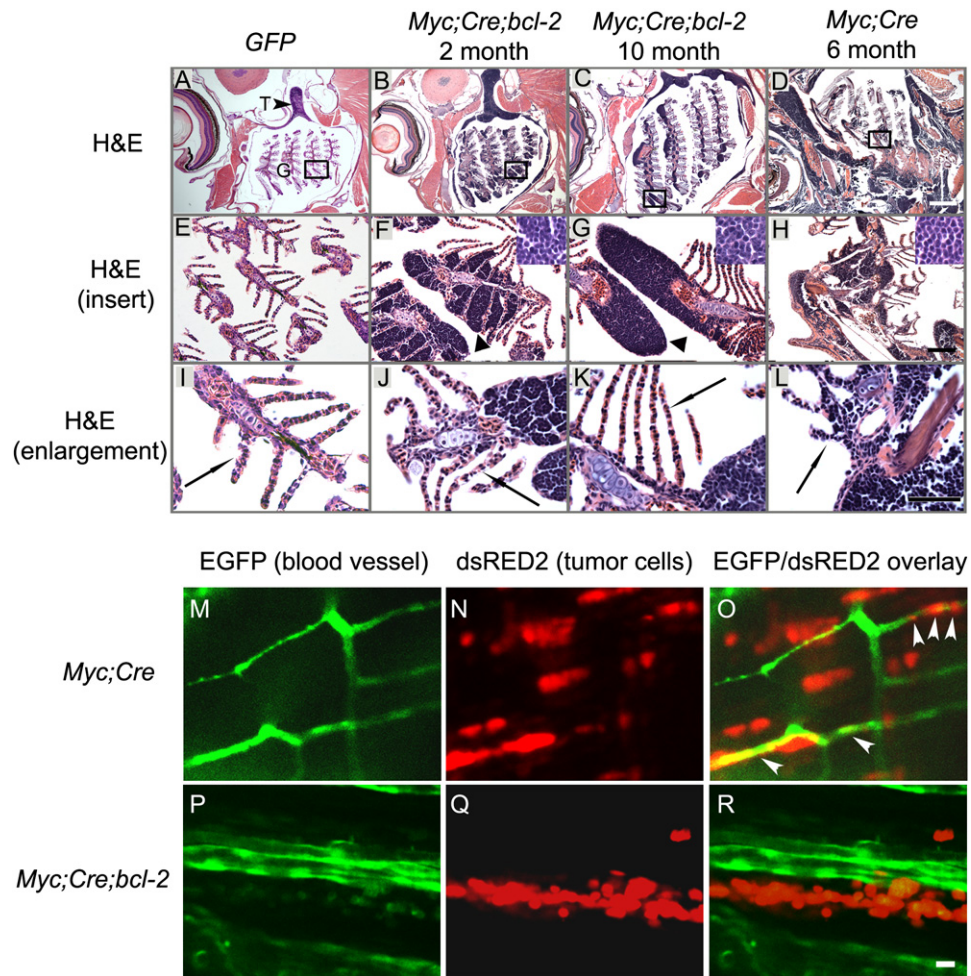 GFP
Myc;Cre;bcl-2
2 month
Myc;Cre;bcl-2
10 month
Myc;Cre
6 month
H&E
A
T
G
B
C
D
H&E
(insert)
E
F
G
H
H&E
(enlargement)
I
J
K
L
EGFP (blood vessel)
dsRED2 (tumor cells)
EGFP/dsRED2 overlay
Myc;Cre
M
N
O
Myc;Cre;bcl-2
P
Q
R